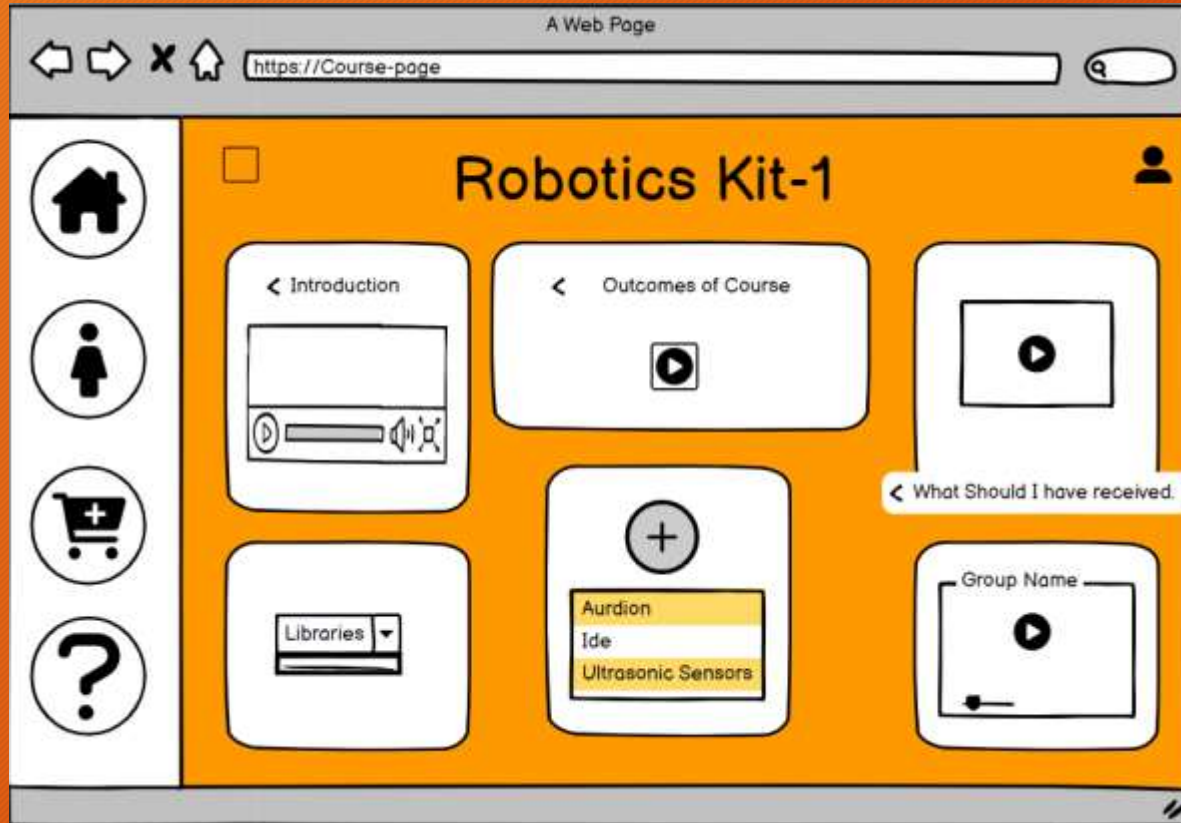 A Web Page
https://Course-page
Robotics Kit-1
Introduction
Outcomes of Course
What Should I have received.
Libraries
Aurdion
Ide
Ultrasonic Sensors
Group Name